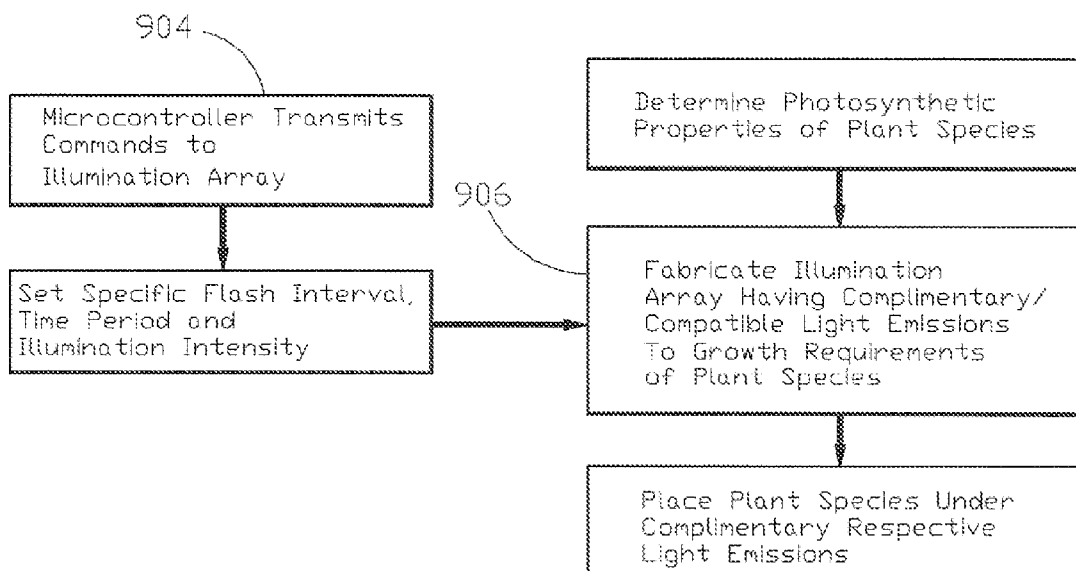 904
Microcontroller Transmits
Commands to
Illumination Array
Set Specific Flash Interval,
Time Period and
Illumination Intensity
906
Determine Photosynthetic
Properties of Plant Species
Fabricate Illumination
Array Having Complimentary/
Compatible Light Emissions
To Growth Requirements
of Plant Species
Place Plant Species Under
Complimentary Respective
Light Emissions